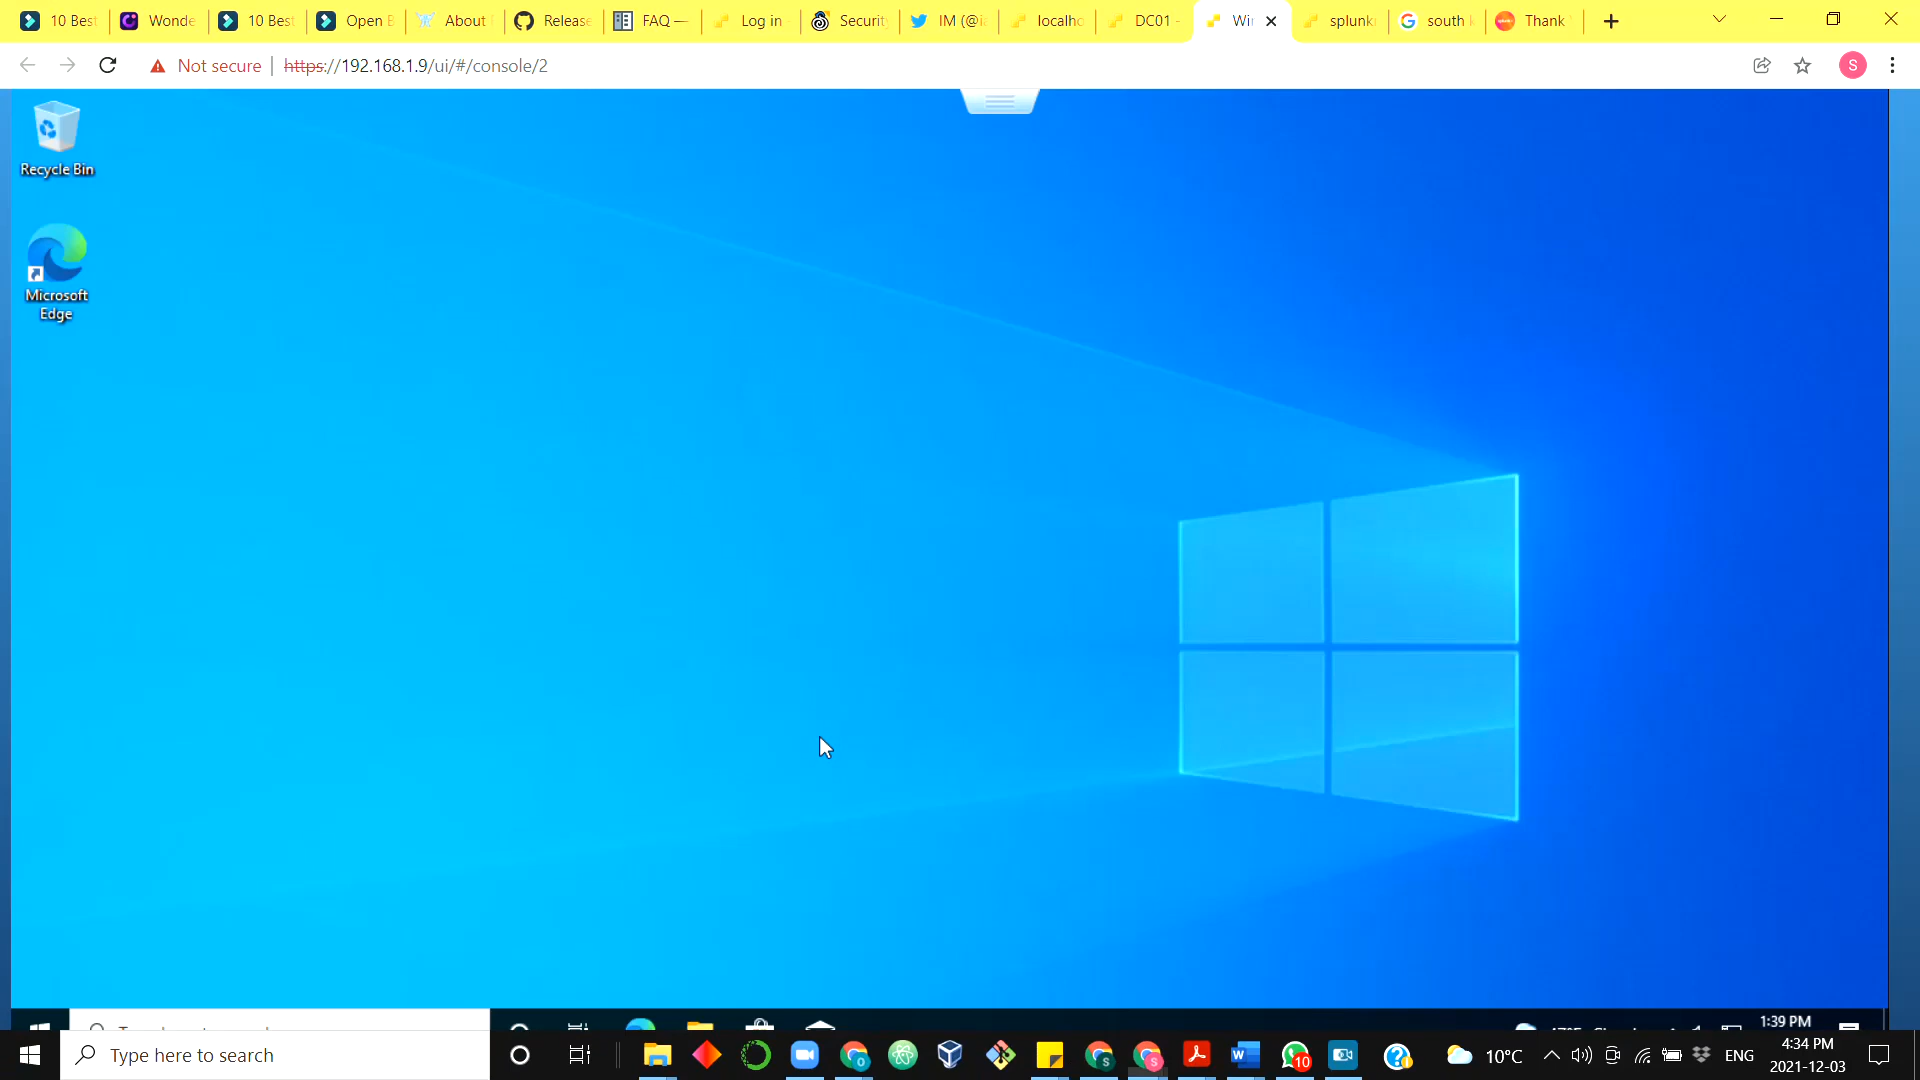 10 Best
Wonde
10 Best
Open B
About
Release
FAQ —
Log in
Security
IM (@i
localho
DC01 -
Wi
splunk
south
Thank
Not secure
https://192.168.1.9/ui/#/console/2
S
Recycle Bin
Microsoft
Edge
1:39 PM
Type here to search
10
10°C
ENG
4:34 PM
2021-12-03